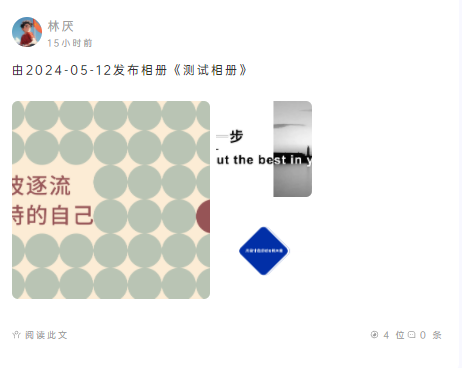 林厌
15小时前
由2024-05-12发布相册《测试相册》
波逐流
待的自己
一步
ut the best in y
阅读此文
4 位 0 条